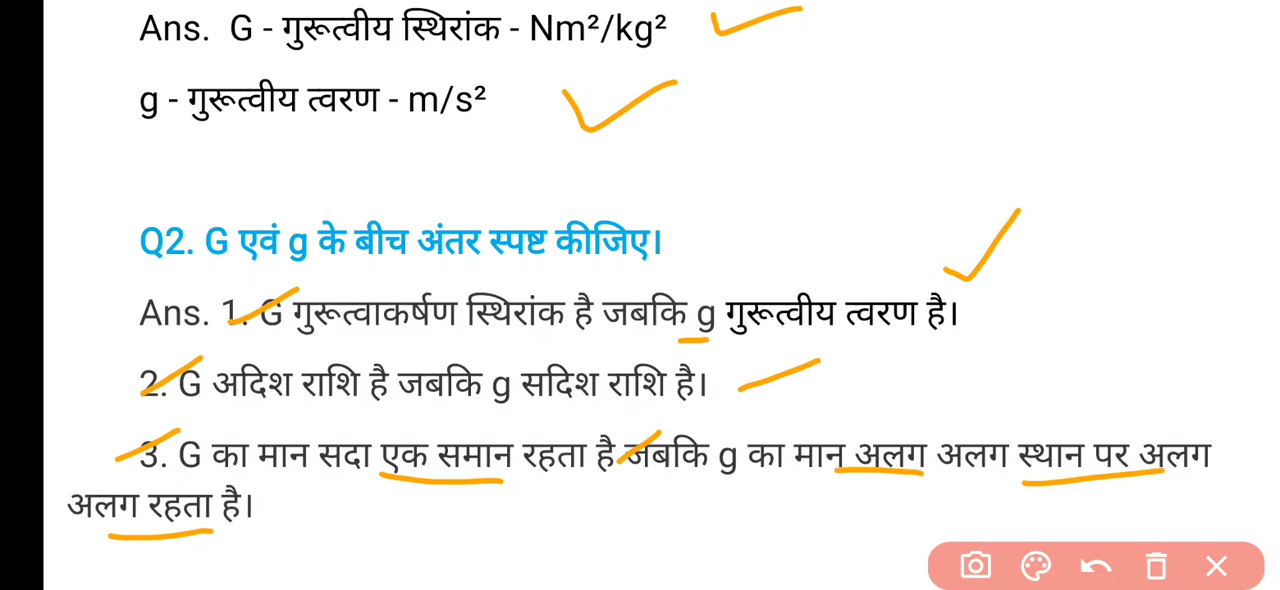 Ans. G - गुरूत्वीय स्थिरांक - Nm²/kg²
g - गुरूत्वीय त्वरण - m/s²
Q2. G एवं g के बीच अंतर स्पष्ट कीजिए।
Ans. 1. G गुरूत्वाकर्षण स्थिरांक है जबकि g गुरूत्वीय त्वरण है।
2. G अदिश राशि है जबकि g सदिश राशि है।
3. G का मान सदा एक समान रहता है जबकि g का मान अलग अलग स्थान पर अलग
अलग रहता है।